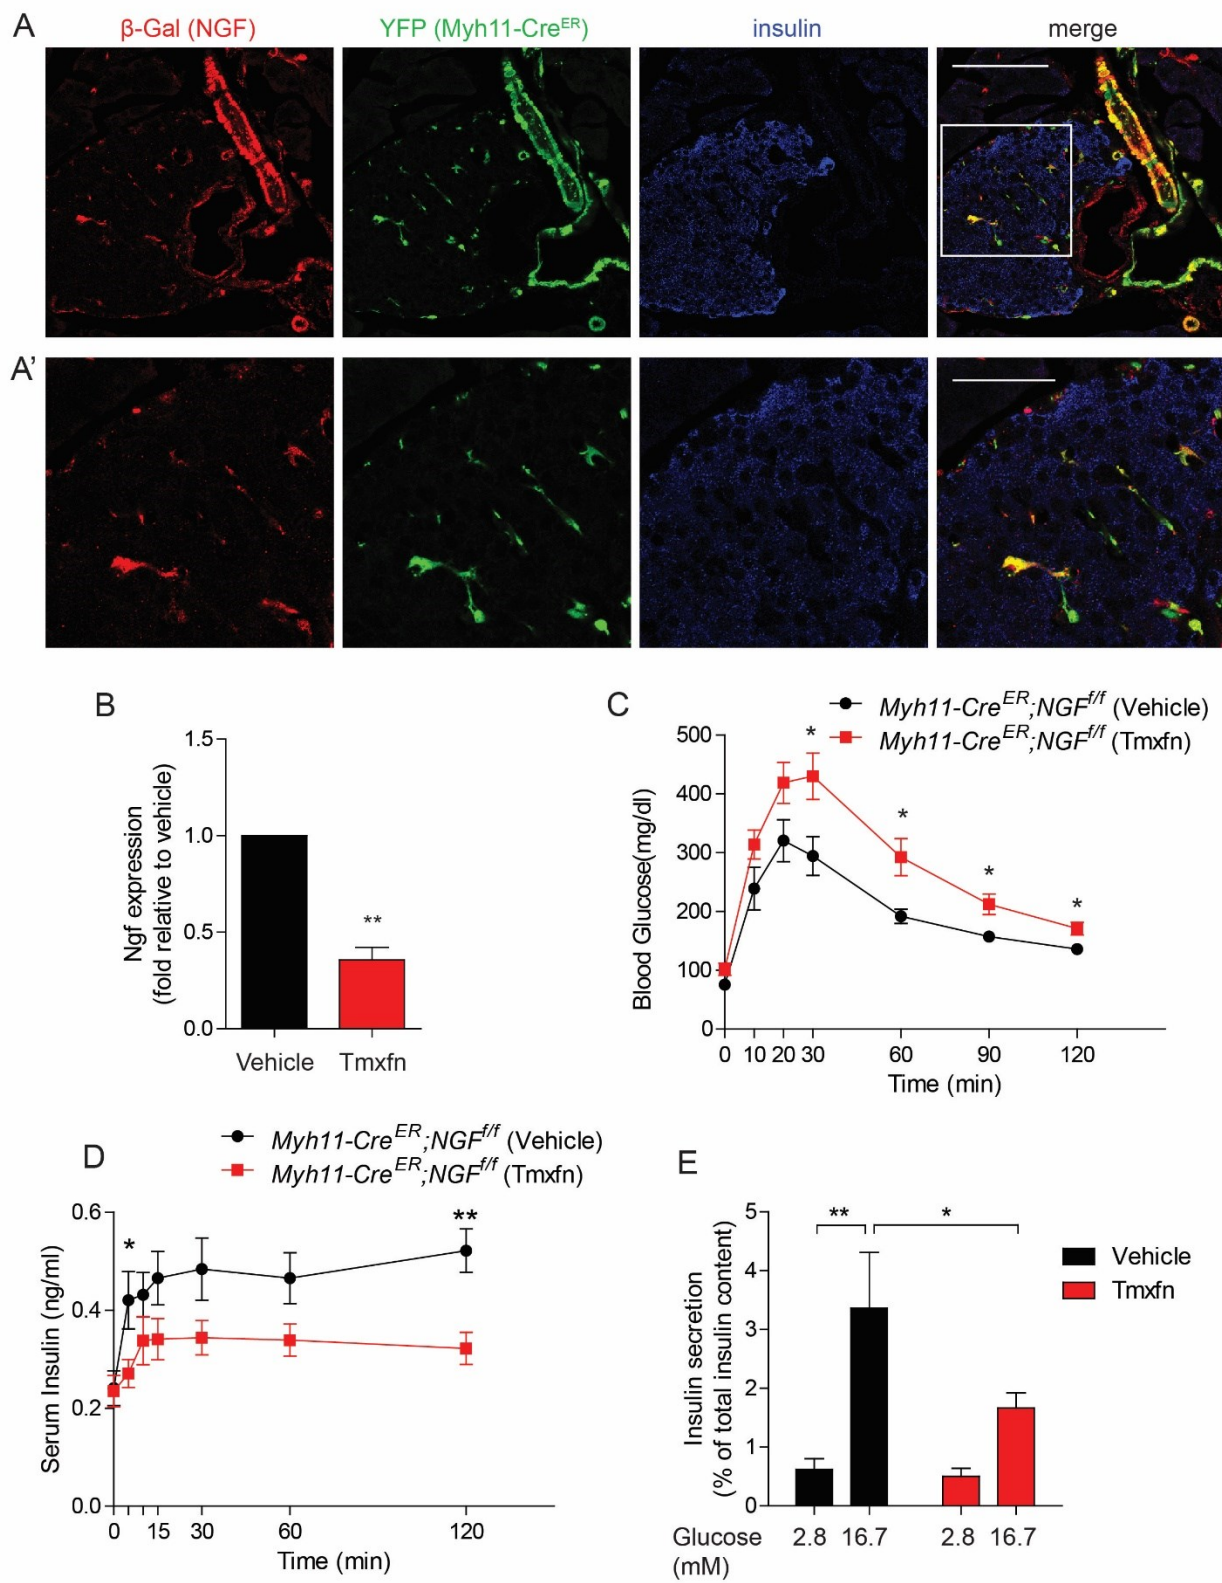 A
β-Gal (NGF)
YFP (Myh11-Cre^ER)
insulin
merge
A'
B
Ngf expression
(fold relative to vehicle)
1.5
1.0
0.5
0.0
**
Vehicle
Tmxfn
C
Myh11-Cre^ER;NGF^f/f (Vehicle)
Myh11-Cre^ER;NGF^f/f (Tmxfn)
Blood Glucose(mg/dl)
500
400
300
200
100
0
*
*
*
*
0 10 20 30 60 90 120
Time (min)
D
Myh11-Cre^ER;NGF^f/f (Vehicle)
Myh11-Cre^ER;NGF^f/f (Tmxfn)
Serum Insulin (ng/ml)
0.6
0.4
0.2
0.0
*
**
0 15 30 60 120
Time (min)
E
Insulin secretion
(% of total insulin content)
5
4
3
2
1
0
**
*
Vehicle
Tmxfn
Glucose
(mM)
2.8 16.7 2.8 16.7